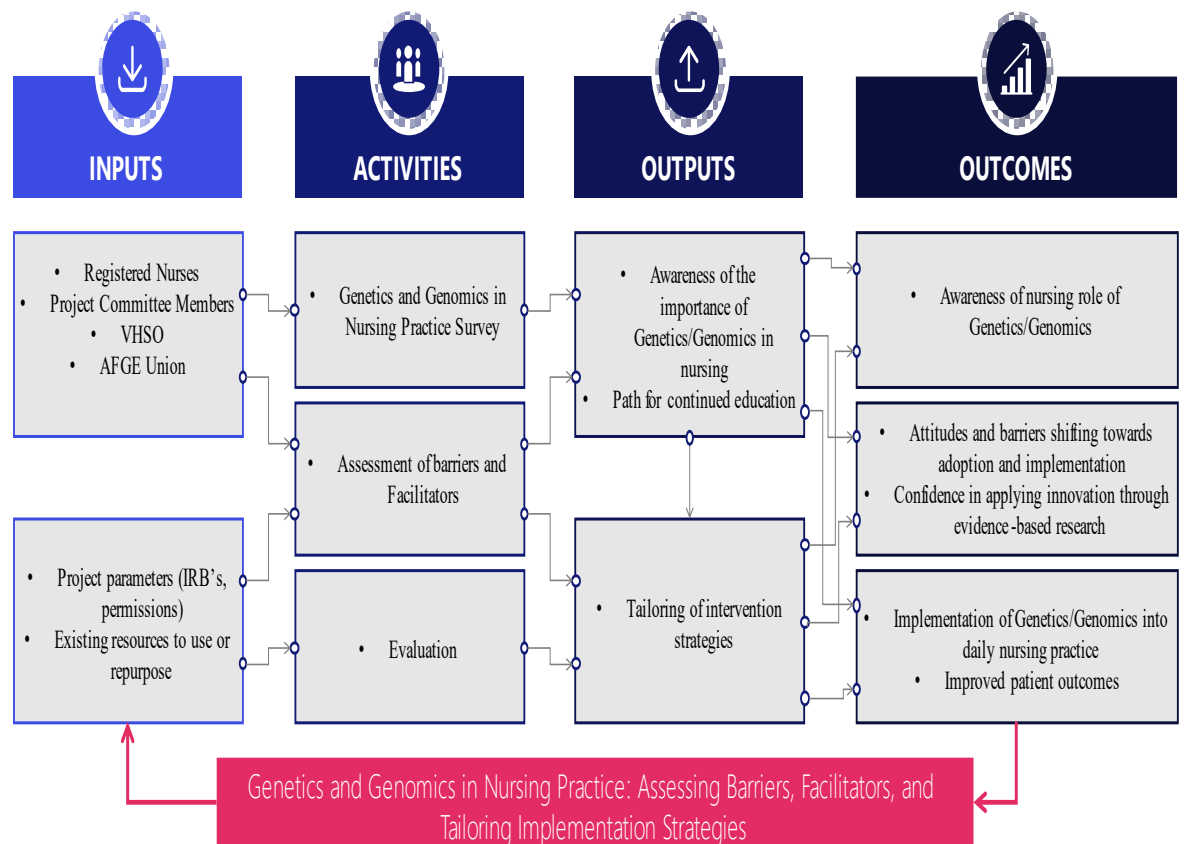 INPUTS
ACTIVITIES
OUTPUTS
OUTCOMES
• Registered Nurses
• Project Committee Members
• VHSO
• AFGE Union
• Project parameters (IRB’s,
permissions)
• Existing resources to use or
repurpose
• Genetics and Genomics in
Nursing Practice Survey
• Assessment of barriers and
Facilitators
• Evaluation
• Awareness of the
importance of
Genetics/Genomics in
nursing
• Path for continued education
• Tailoring of intervention
strategies
• Awareness of nursing role of
Genetics/Genomics
• Attitudes and barriers shifting towards
adoption and implementation
• Confidence in applying innovation through
evidence-based research
• Implementation of Genetics/Genomics into
daily nursing practice
• Improved patient outcomes
Genetics and Genomics in Nursing Practice: Assessing Barriers, Facilitators, and
Tailoring Implementation Strategies